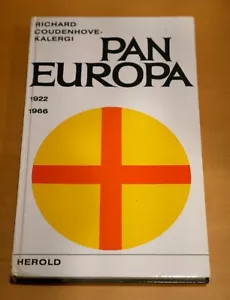 RICHARD
COUDENHOVE-
KALERGI
PAN
EUROPA
1922
1966
HEROLD